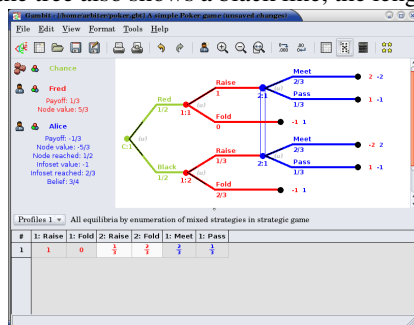 Gambit - [/home/arbiter/poker.gbt] A simple Poker game (unsaved changes)
File Edit View Format Tools Help
Chance
Fred
Payoff: 1/3
Node value: 5/3
Alice
Payoff: -1/3
Node value: -5/3
Node reached: 1/2
Infoset value: -1
Infoset reached: 2/3
Belief: 3/4
C:1
(u)
Red
1/2
1:1
(u)
Raise
1
Fold
0
2:1
(u)
Meet
2/3
2 -2
Pass
1/3
1 -1
-1 1
Black
1/2
1:2
(u)
Raise
1/3
Fold
2/3
2:1
(u)
Meet
2/3
-2 2
Pass
1/3
1 -1
-1 1
Profiles 1 All equilibria by enumeration of mixed strategies in strategic game
# 1: Raise 1: Fold 2: Raise 2: Fold 1: Meet 1: Pass
1 1 0 1/3 2/3 2/3 1/3